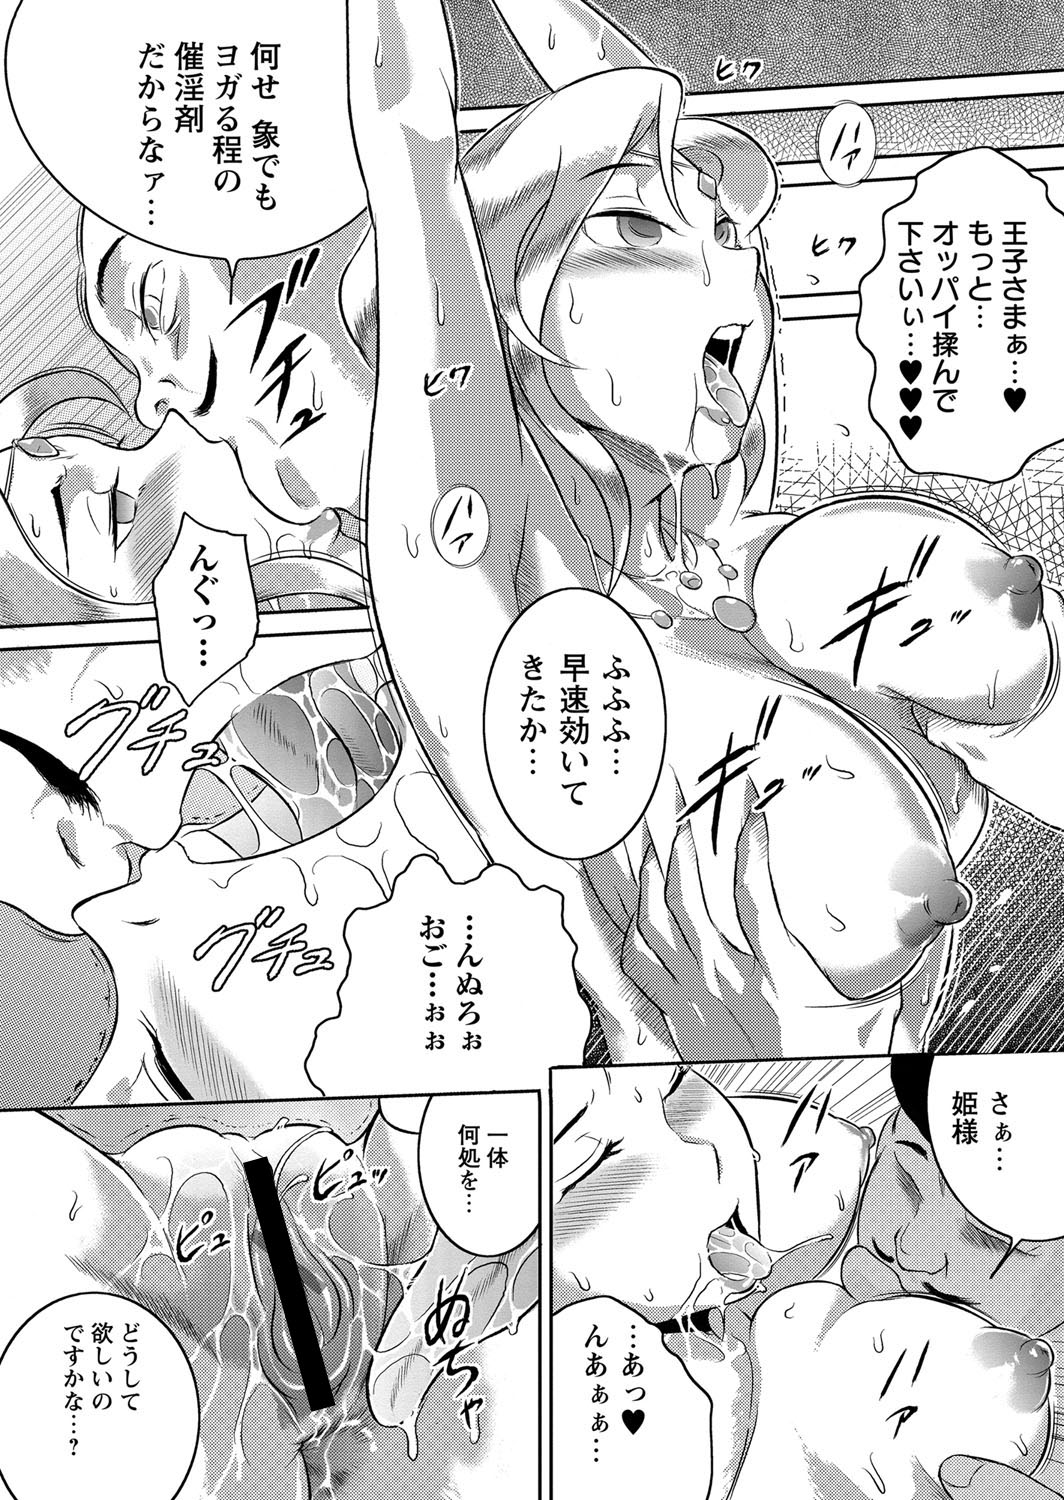 王子さまぁ…♥
もっと…
オッパイ揉んで
下さいぃ…♥♥♥
ヒク
ヒク
ヒク
ハァ
ハァ
ふふふ…
早速効いて
きたか…
ギュ
ギュ
何せ 象でも
ヨガる程の
催淫剤
だからなァ…
ブチュ
んぐっ…
グチュ
グチュ
…んぬろぉ
おご…ぉぉ
さぁ…
姫様
ハァ
ハァ
…あっ♥
んあぁぁ…
一体
何処を…
ピュッ
ピュ
ぬちゃ
どうして
欲しいの
ですかな…?